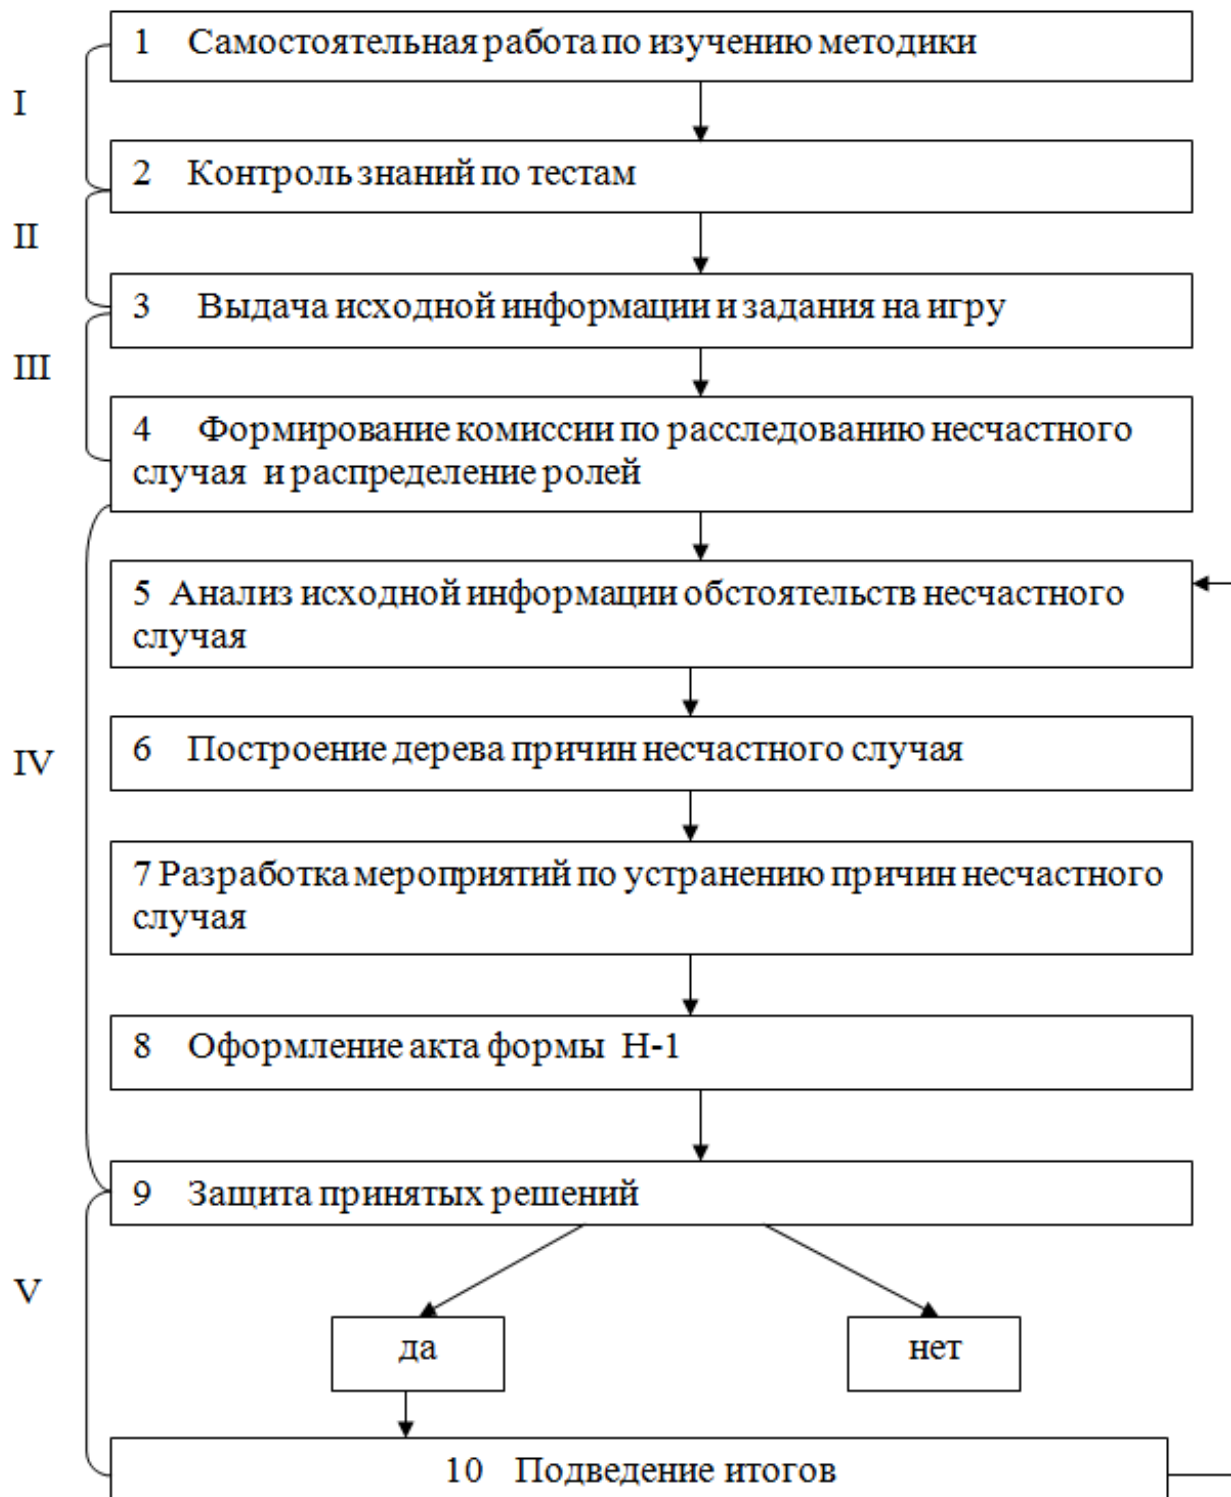 1 Самостоятельная работа по изучению методики
I
2 Контроль знаний по тестам
II
3 Выдача исходной информации и задания на игру
III
4 Формирование комиссии по расследованию несчастного
случая и распределение ролей
5 Анализ исходной информации обстоятельств несчастного
случая
IV
6 Построение дерева причин несчастного случая
7 Разработка мероприятий по устранению причин несчастного
случая
8 Оформление акта формы Н-1
9 Защита принятых решений
V
да
нет
10 Подведение итогов